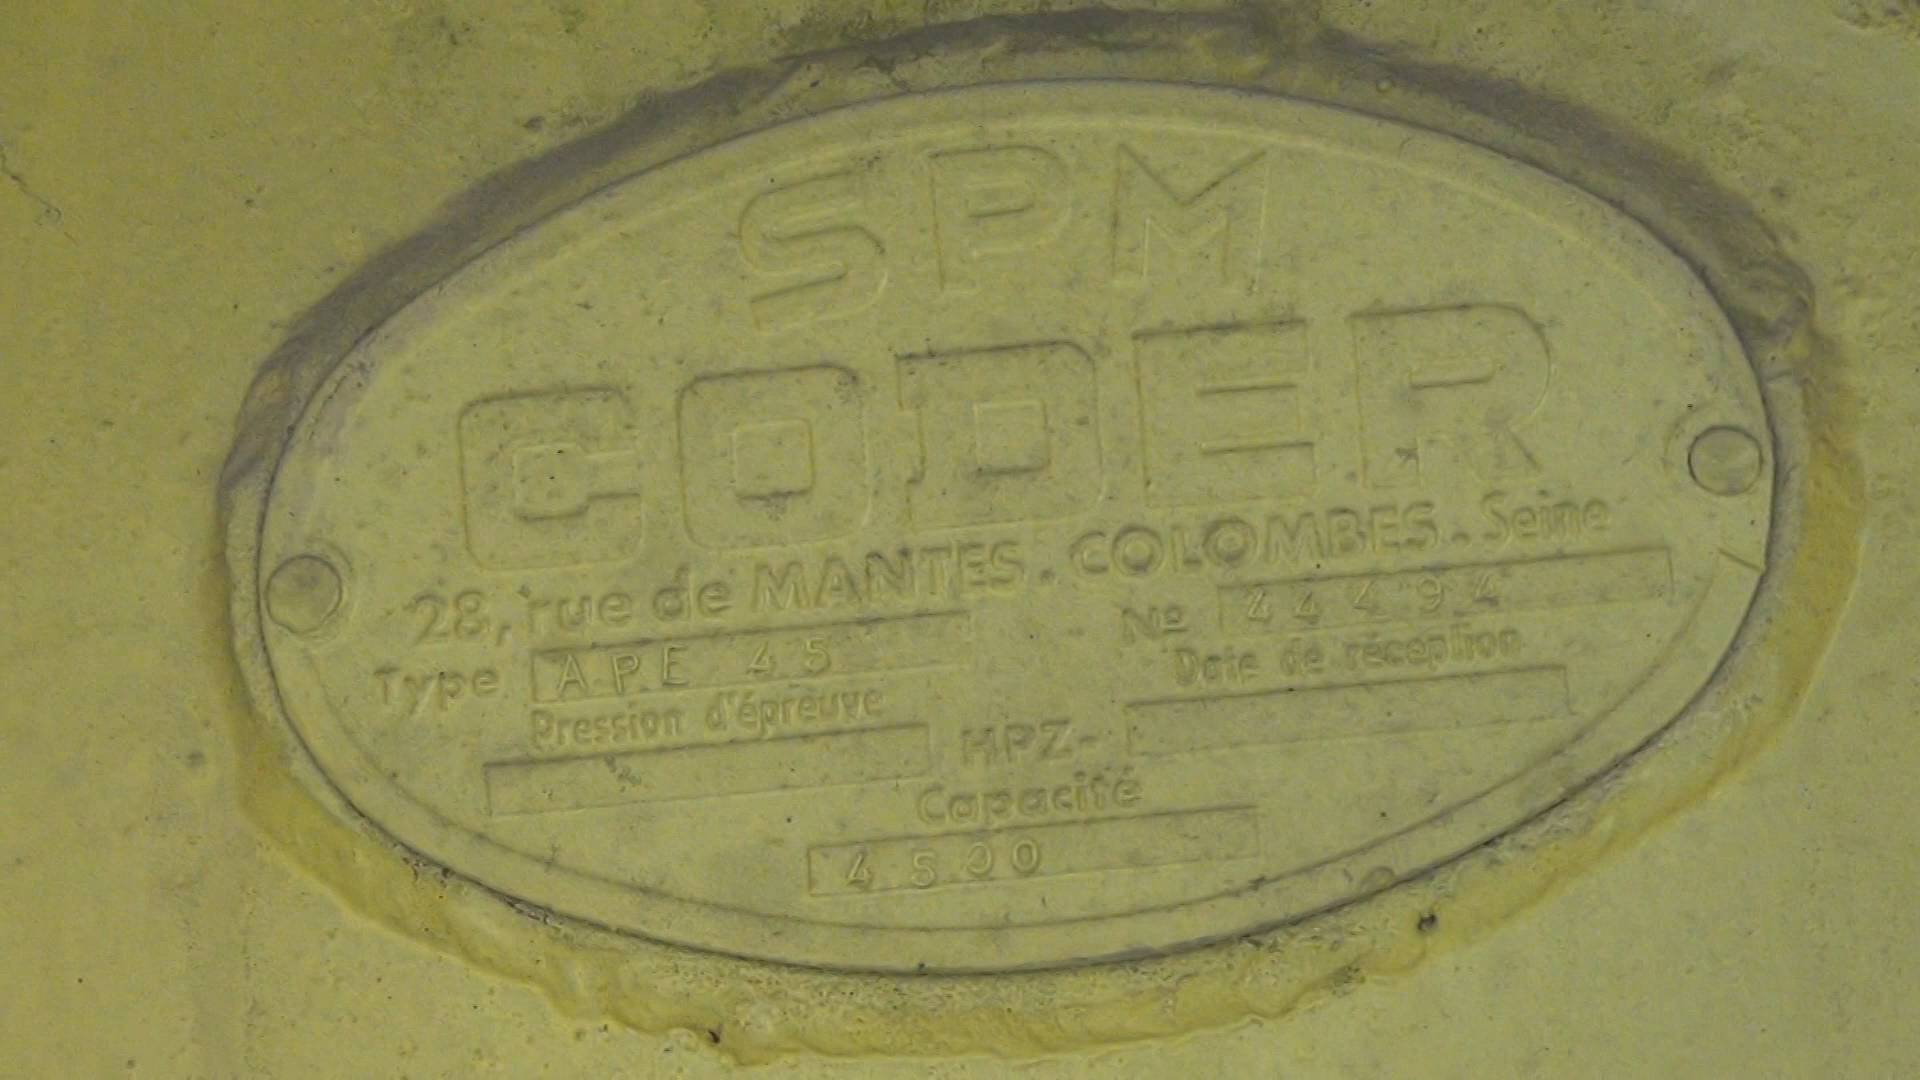 SPM
CODER
28, rue de MANTES. COLOMBES. Seine
Type APE 45 Nº 44494
Pression d'épreuve Date de réception
HPZ-
Capacité
4500